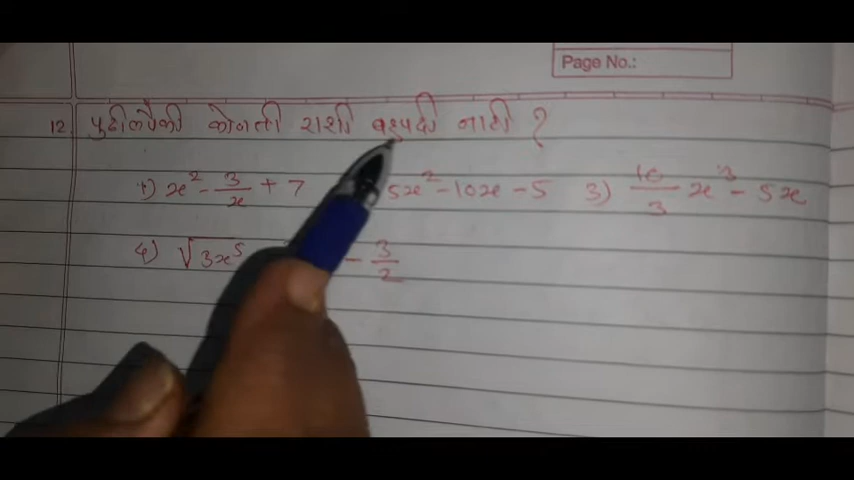 Page No.:
12 पुढीलपैकी कोणती राशी बहुपदी नाही ?
1) x² - 3/x + 7 5x² - 10x - 5 3) 10/3 x³ - 5x
4) √3x⁵ - 3/2